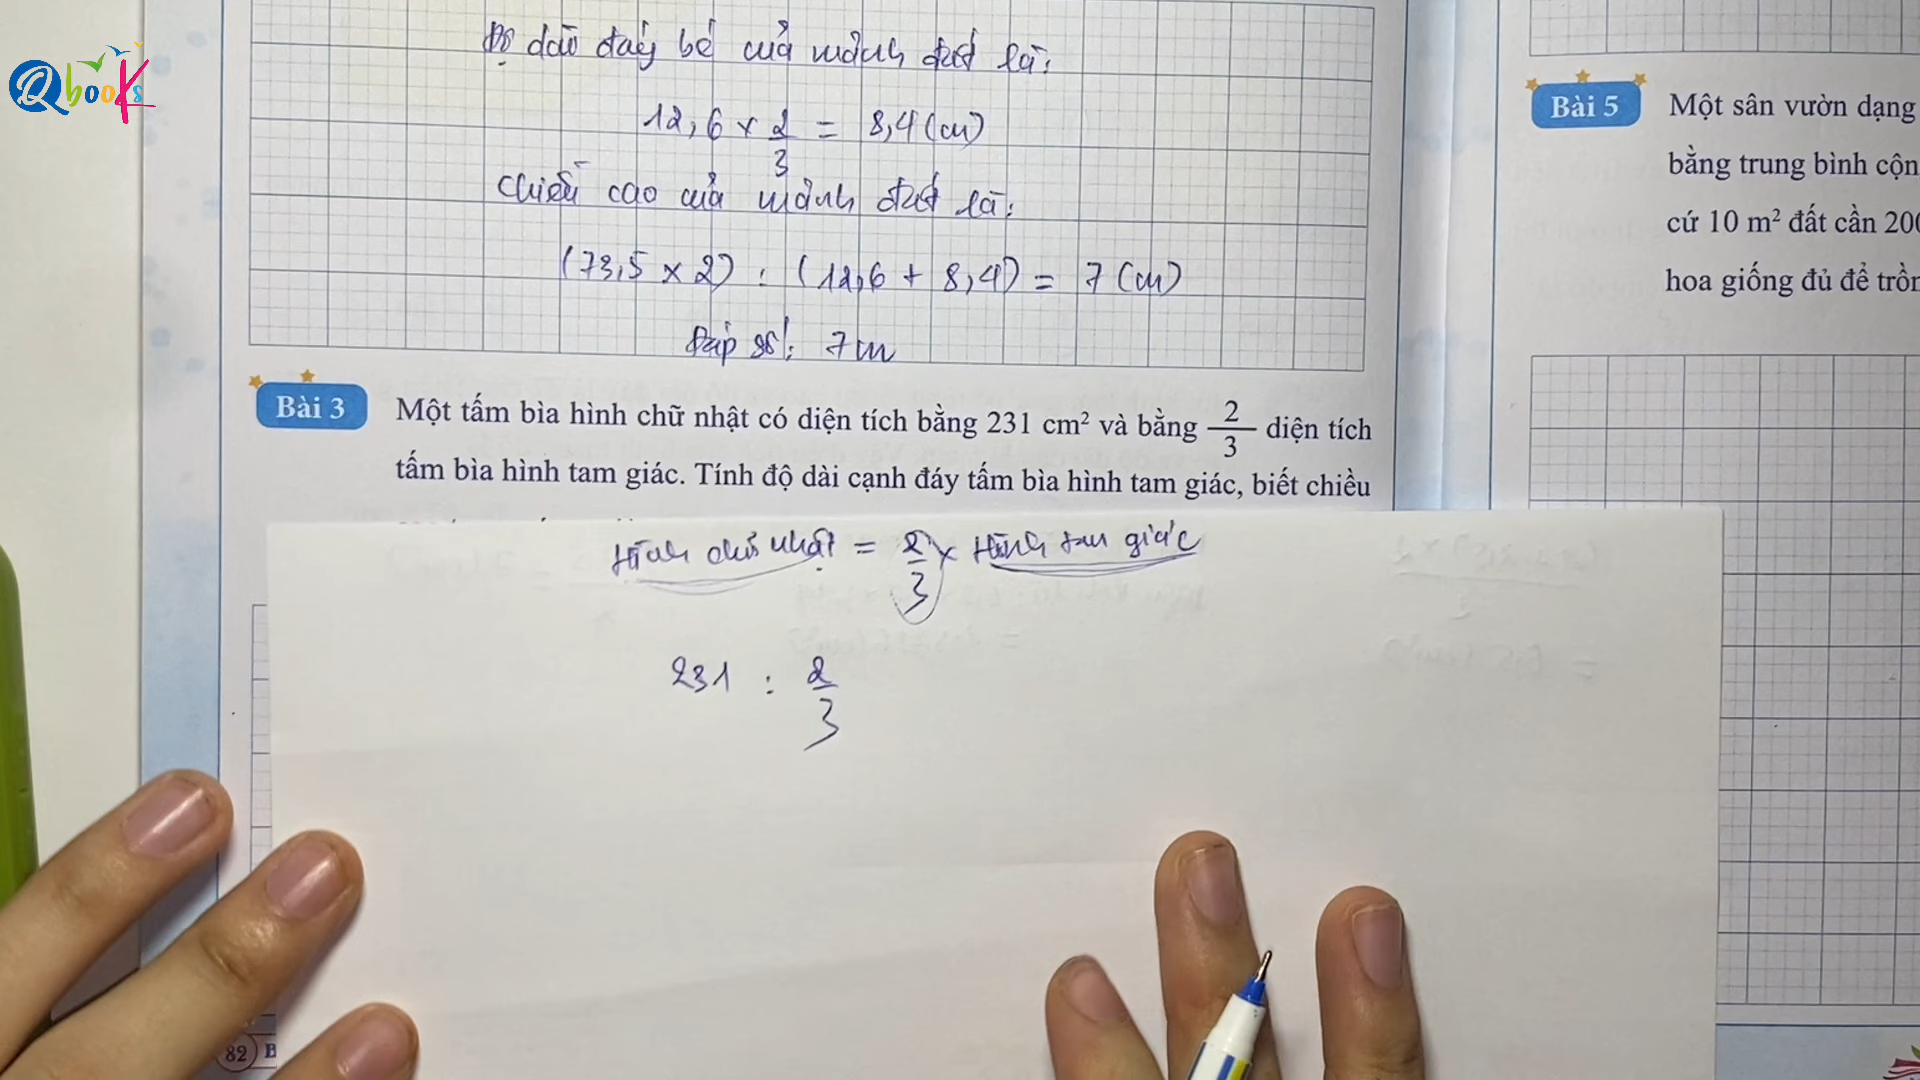 Qbooks
Độ dài đáy bé của mảnh đất là:
12,6 × 2/3 = 8,4 (m)
Chiều cao của mảnh đất là:
(73,5 × 2) : (12,6 + 8,4) = 7 (m)
Đáp số: 7m
Bài 3 Một tấm bìa hình chữ nhật có diện tích bằng 231 cm² và bằng 2/3 diện tích
tấm bìa hình tam giác. Tính độ dài cạnh đáy tấm bìa hình tam giác, biết chiều
Hình chữ nhật = 2/3 × Hình tam giác
231 : 2/3
82 B
Bài 5 Một sân vườn dạng
bằng trung bình cộn
cứ 10 m² đất cần 200
hoa giống đủ để trồn